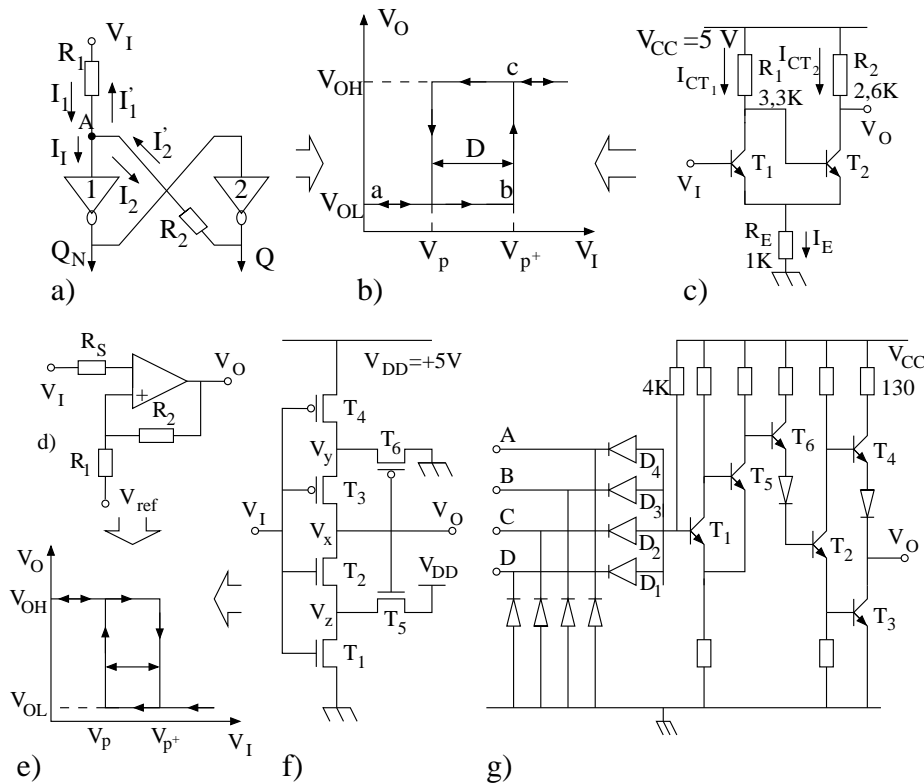 V_I
R_1
I_1
I'_1
A
I_I
I'_2
I_2
1
2
R_2
Q_N
Q
a)
V_O
V_OH
c
D
a
b
V_OL
V_p
V_p+
V_I
b)
V_CC =5 V
I_CT_1
R_1
3,3K
I_CT_2
R_2
2,6K
V_O
T_1
T_2
V_I
R_E
1K
I_E
c)
R_S
V_I
V_O
+
R_2
d)
R_1
V_ref
V_O
V_OH
V_OL
V_p
V_p+
V_I
e)
V_DD=+5V
T_4
V_y
T_6
T_3
V_I
V_x
V_O
T_2
V_DD
V_z
T_5
T_1
f)
V_CC
4K
130
A
B
C
D
D_4
D_3
D_2
D_1
T_1
T_5
T_6
T_4
T_2
V_O
T_3
g)